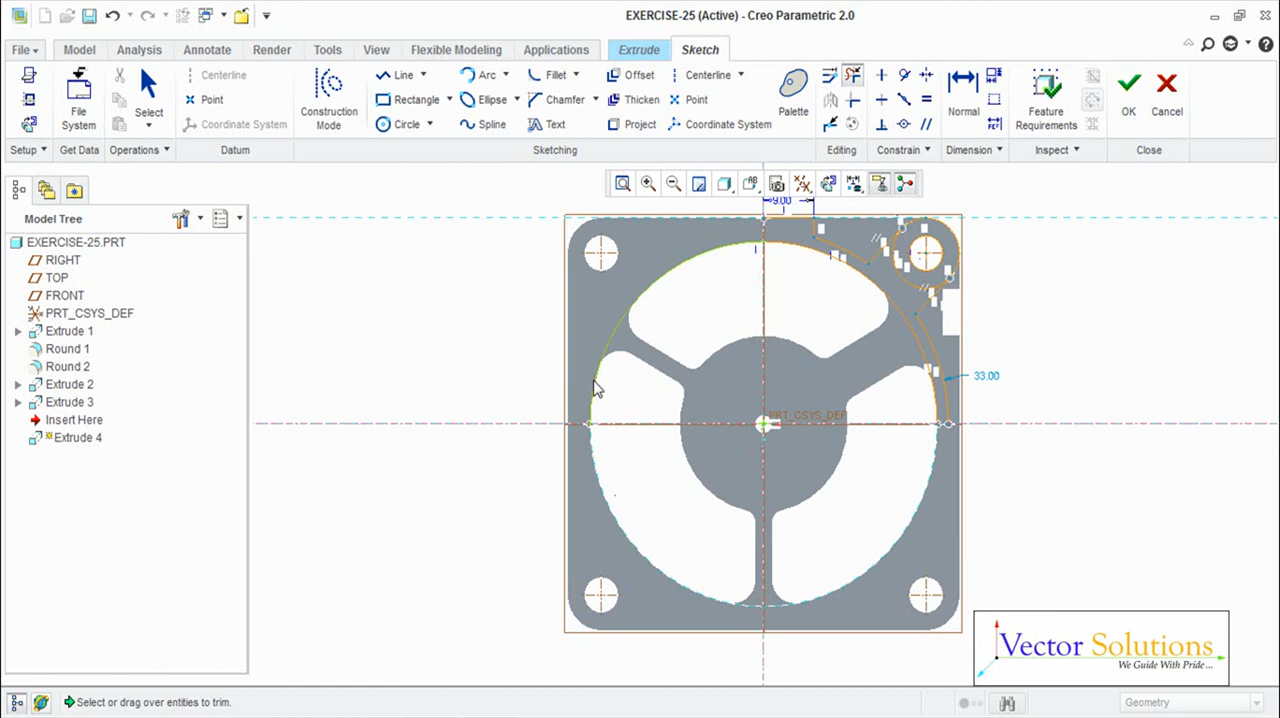 EXERCISE-25 (Active) - Creo Parametric 2.0
File Model Analysis Annotate Render Tools View Flexible Modeling Applications Extrude Sketch
Centerline Line Arc Fillet Offset Centerline
Point Rectangle Ellipse Chamfer Thicken Point
File System Select Coordinate System Construction Mode Circle Spline Text Project Coordinate System Palette Normal Feature Requirements OK Cancel
Setup Get Data Operations Datum Sketching Editing Constrain Dimension Inspect Close
Model Tree
EXERCISE-25.PRT
RIGHT
TOP
FRONT
PRT_CSYS_DEF
Extrude 1
Round 1
Round 2
Extrude 2
Extrude 3
Insert Here
Extrude 4
9.00
33.00
PRT_CSYS_DEF
Vector Solutions
We Guide With Pride...
Select or drag over entities to trim.
Geometry